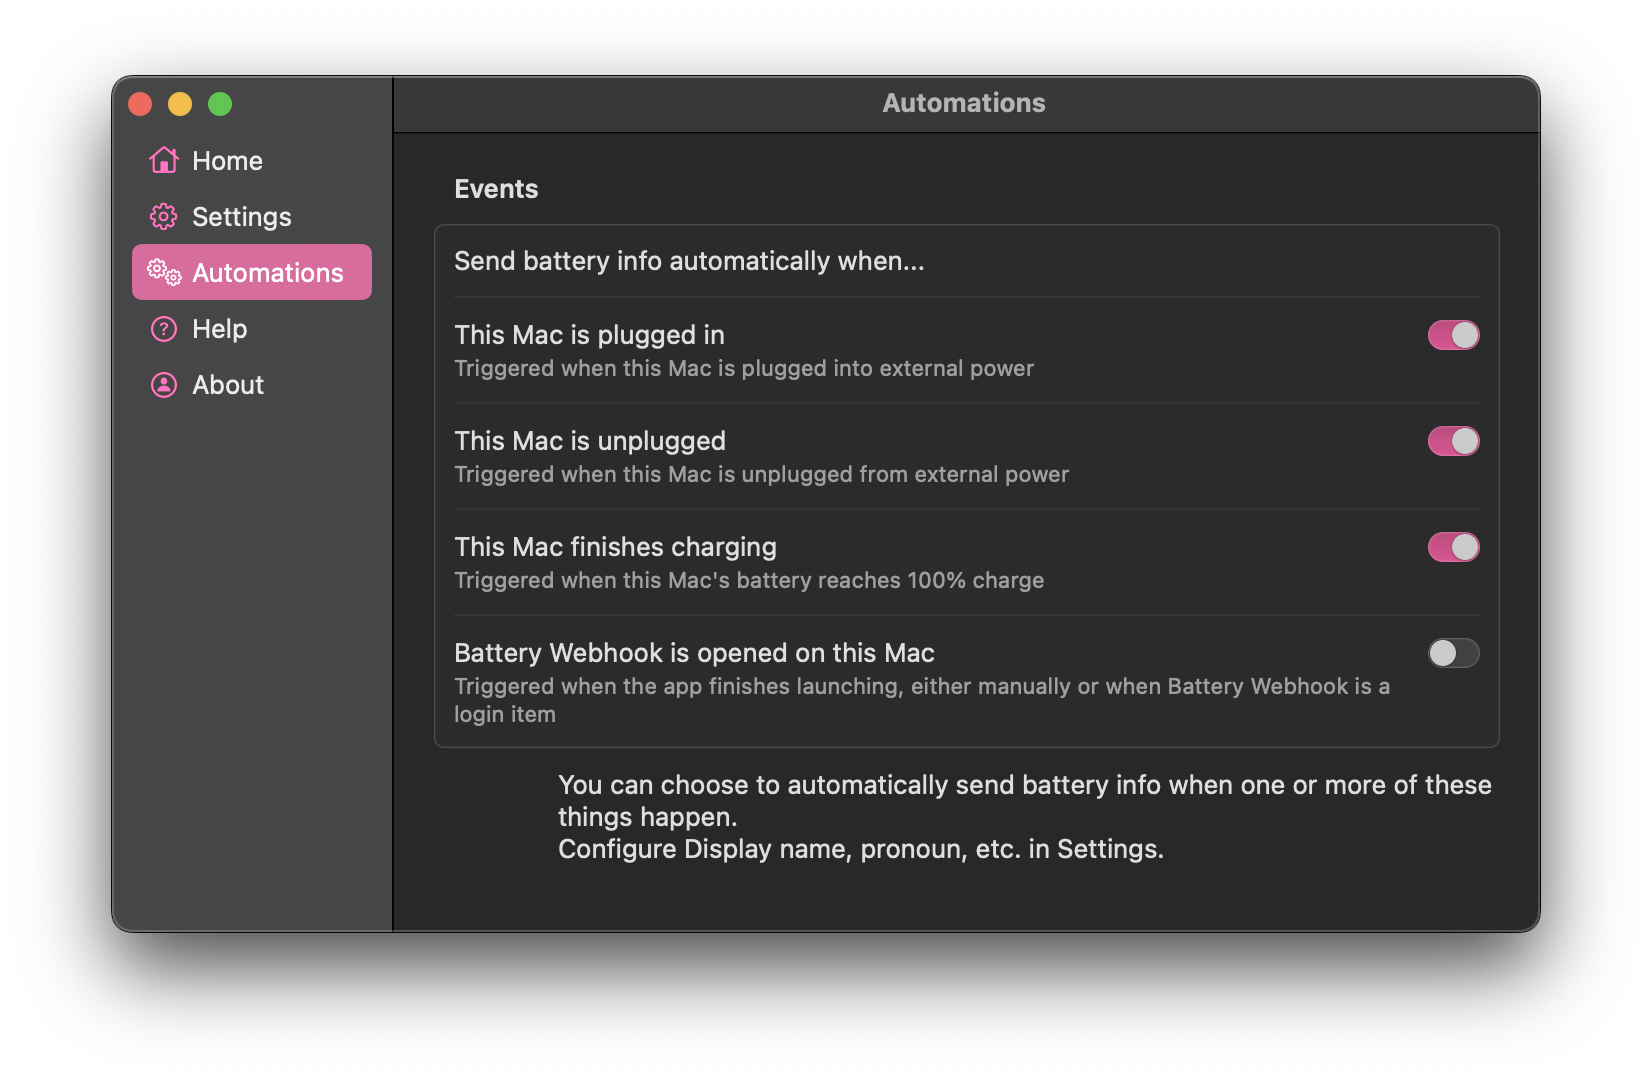 Automations
Home
Settings
Automations
Help
About
Events
Send battery info automatically when...
This Mac is plugged in
Triggered when this Mac is plugged into external power
This Mac is unplugged
Triggered when this Mac is unplugged from external power
This Mac finishes charging
Triggered when this Mac's battery reaches 100% charge
Battery Webhook is opened on this Mac
Triggered when the app finishes launching, either manually or when Battery Webhook is a
login item
You can choose to automatically send battery info when one or more of these
things happen.
Configure Display name, pronoun, etc. in Settings.